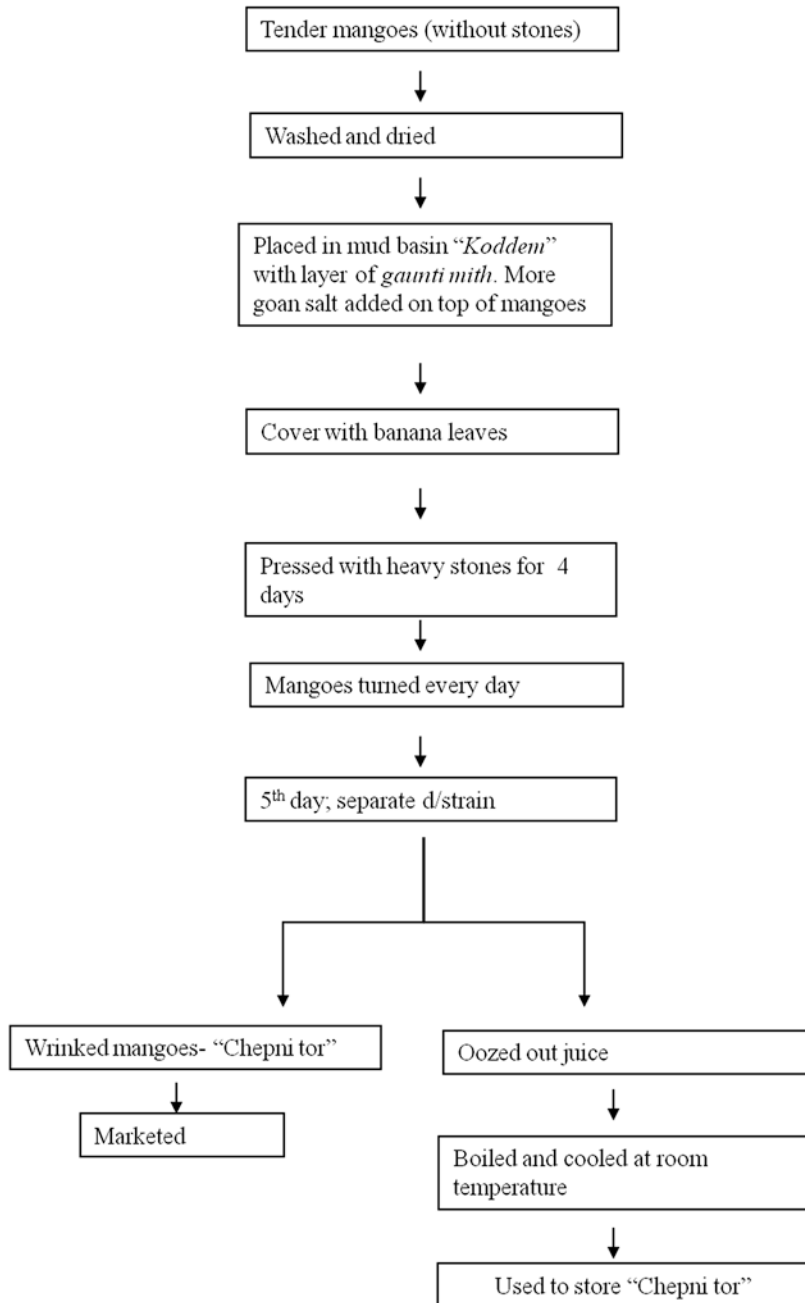 Tender mangoes (without stones)
Washed and dried
Placed in mud basin “Koddem”
with layer of gaunti mith. More
goan salt added on top of mangoes
Cover with banana leaves
Pressed with heavy stones for 4
days
Mangoes turned every day
5th day; separate d/strain
Wrinked mangoes- “Chepni tor”
Marketed
Oozed out juice
Boiled and cooled at room
temperature
Used to store “Chepni tor”